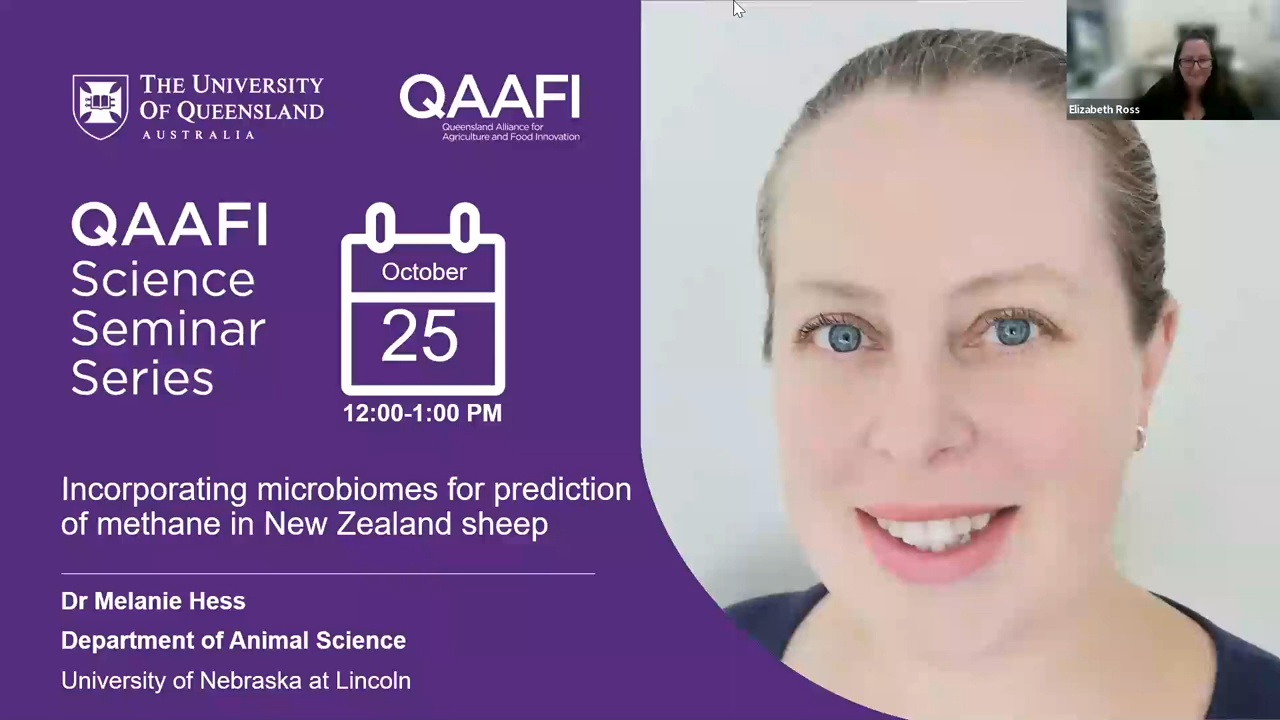 THE UNIVERSITY
OF QUEENSLAND
AUSTRALIA
QAAFI
Queensland Alliance for
Agriculture and Food Innovation
QAAFI
Science
Seminar
Series
October
25
12:00-1:00 PM
Incorporating microbiomes for prediction
of methane in New Zealand sheep
Dr Melanie Hess
Department of Animal Science
University of Nebraska at Lincoln
Elizabeth Ross